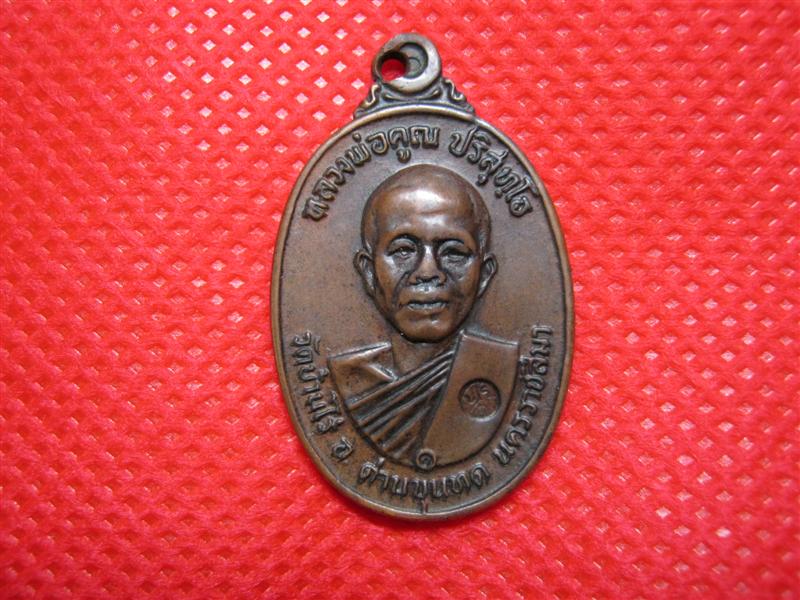 หลวงพ่อคูณ ปริสุทฺโธ
๑
วัดบ้านไร่ อ. ด่านขุนทด นครราชสีมา